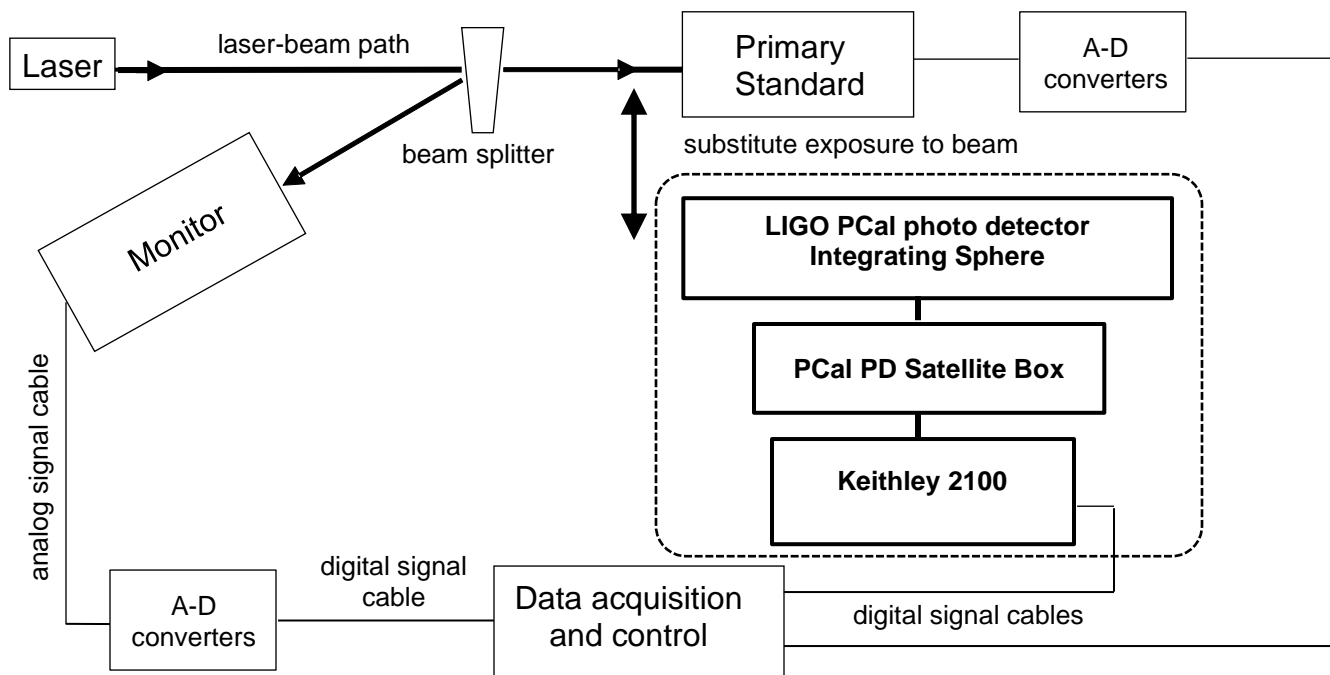 Laser
laser-beam path
beam splitter
Primary
Standard
A-D
converters
substitute exposure to beam
Monitor
LIGO PCal photo detector
Integrating Sphere
PCal PD Satellite Box
Keithley 2100
analog signal cable
A-D
converters
digital signal
cable
Data acquisition
and control
digital signal cables